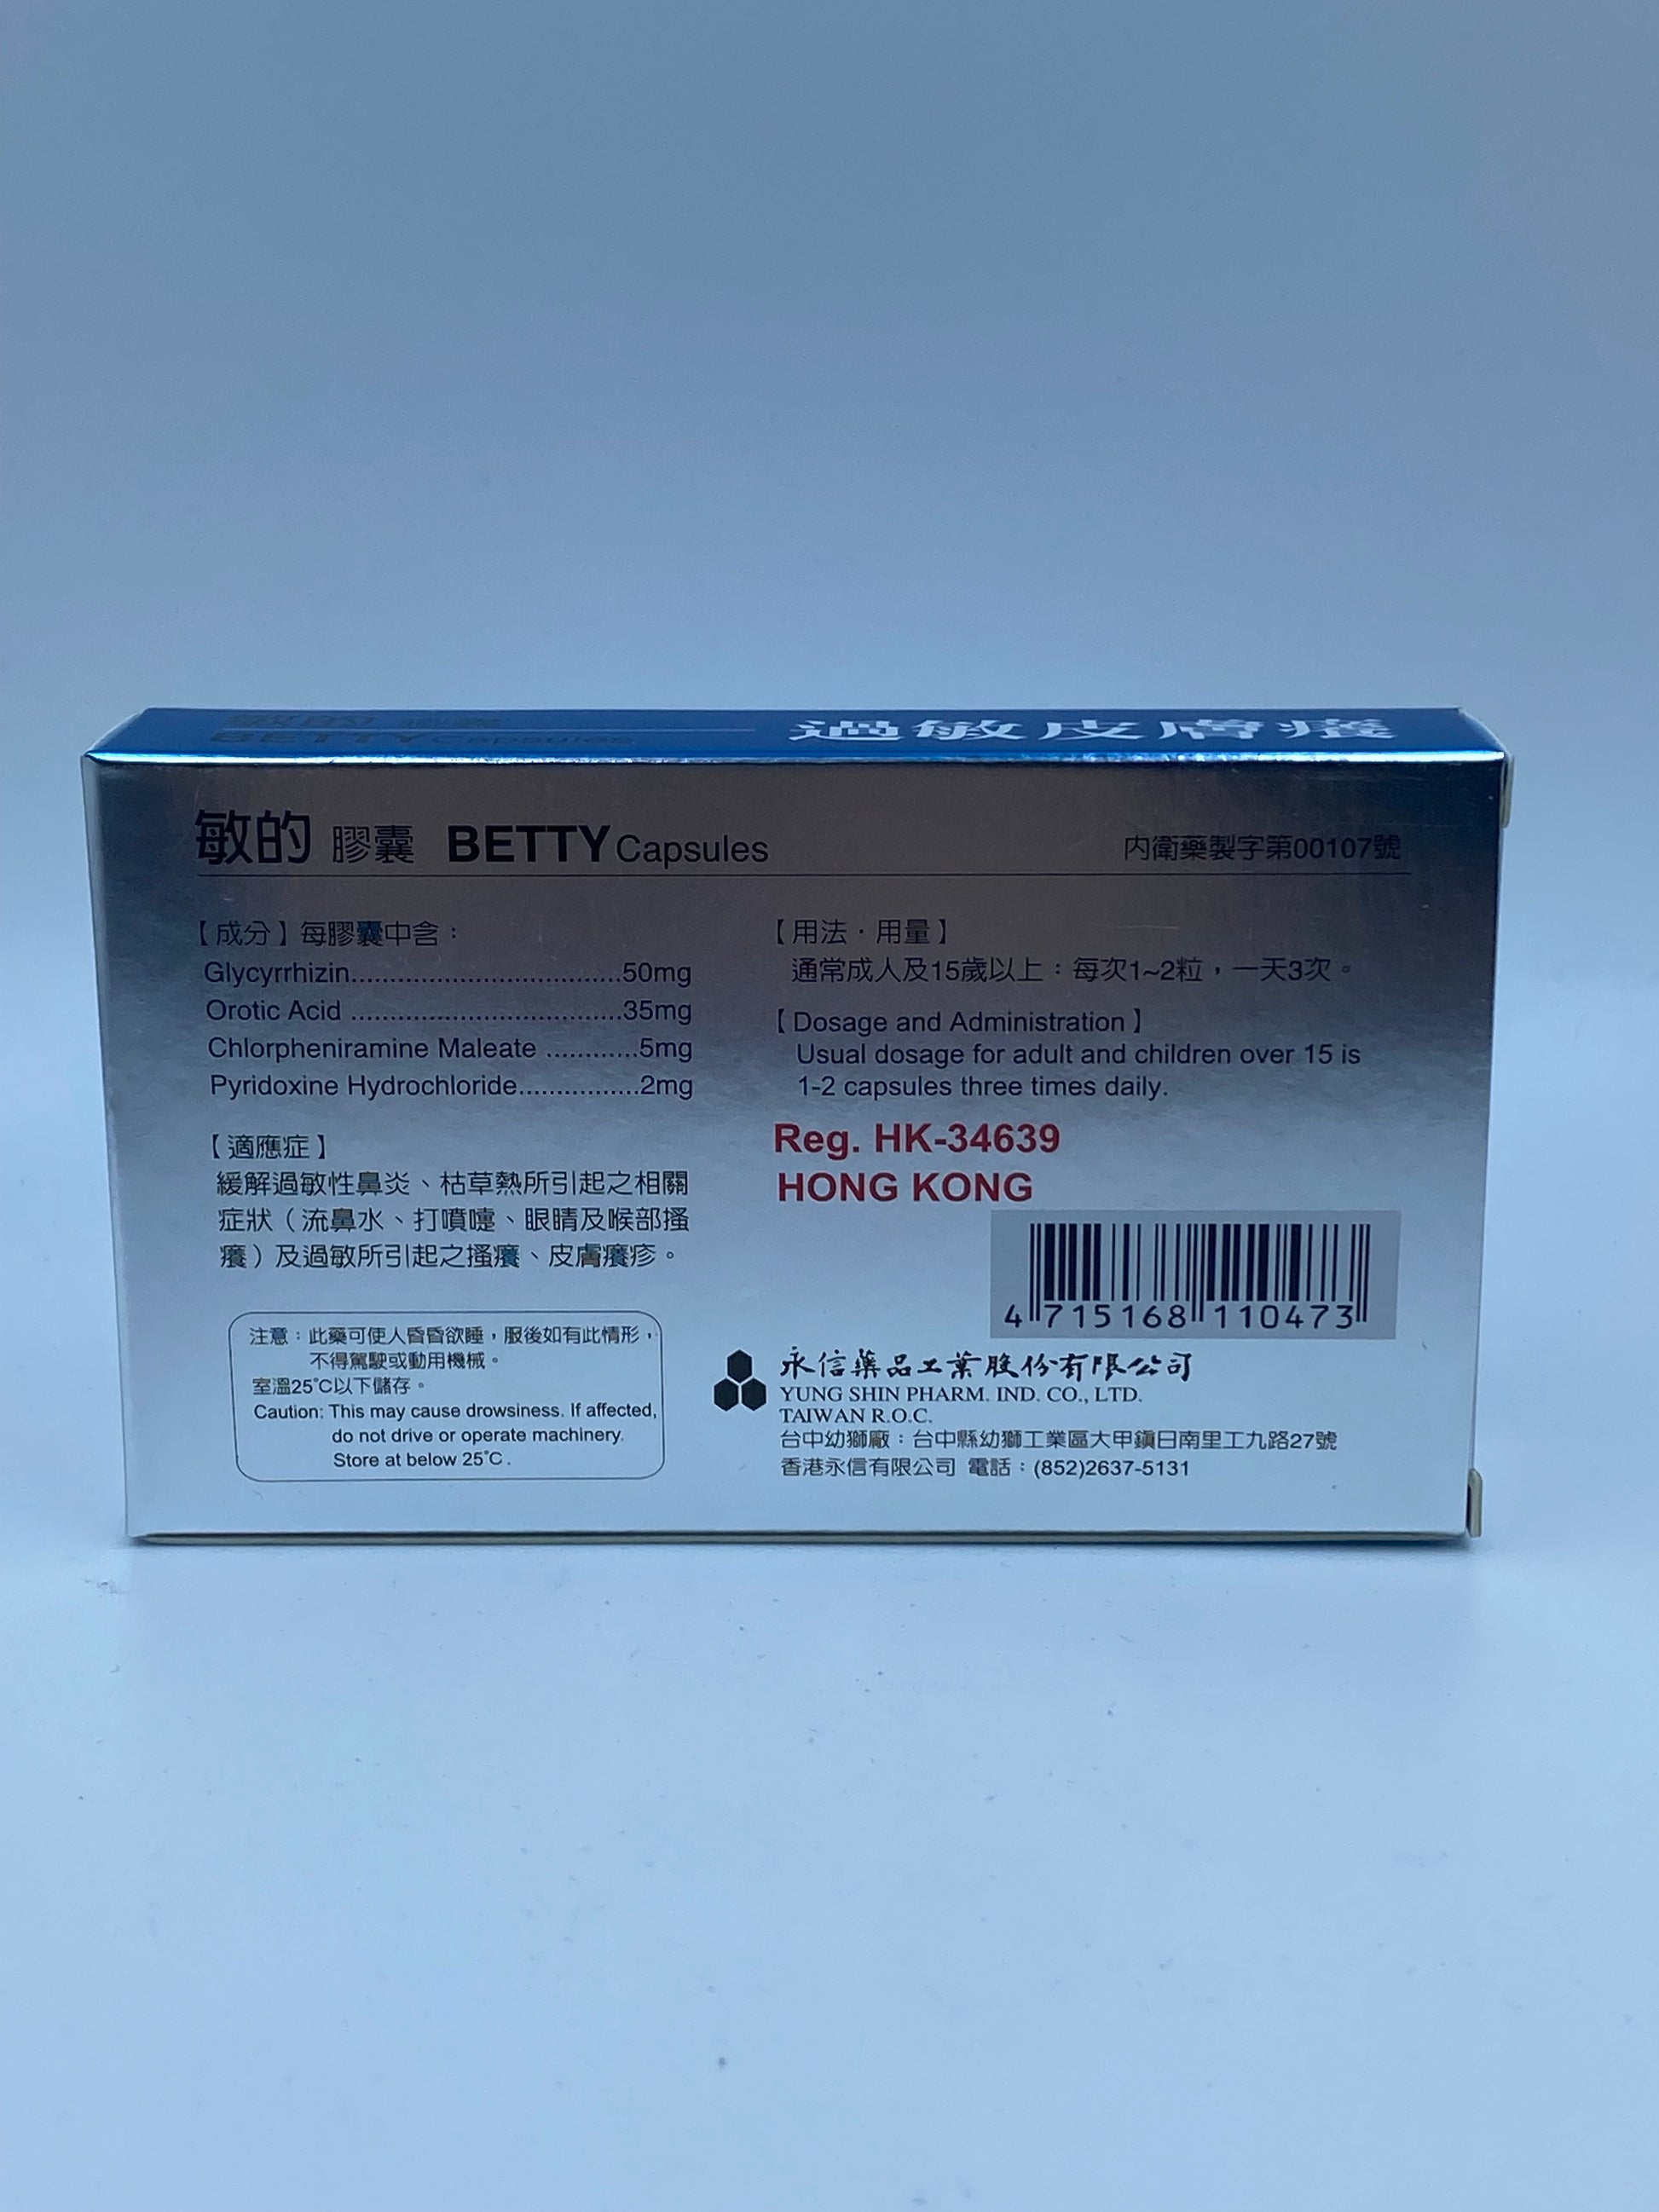 敏的 膠囊
BETTY Capsules
過敏皮膚癢
敏的 膠囊 BETTY Capsules
內衛藥製字第00107號
【成分】每膠囊中含：
Glycyrrhizin..................................50mg
Orotic Acid ..................................35mg
Chlorpheniramine Maleate ............5mg
Pyridoxine Hydrochloride................2mg
【適應症】
緩解過敏性鼻炎、枯草熱所引起之相關
症狀（流鼻水、打噴嚏、眼睛及喉部搔
癢）及過敏所引起之搔癢、皮膚癢疹。
注意：此藥可使人昏昏欲睡，服後如有此情形，
不得駕駛或動用機械。
室溫25°C以下儲存。
Caution: This may cause drowsiness. If affected,
do not drive or operate machinery.
Store at below 25°C.
【用法·用量】
通常成人及15歲以上：每次1~2粒，一天3次。
【Dosage and Administration】
Usual dosage for adult and children over 15 is
1-2 capsules three times daily.
Reg. HK-34639
HONG KONG
4 715168 110473
永信藥品工業股份有限公司
YUNG SHIN PHARM. IND. CO., LTD.
TAIWAN R.O.C.
台中幼獅廠：台中縣幼獅工業區大甲鎮日南里工九路27號
香港永信有限公司 電話：(852)2637-5131